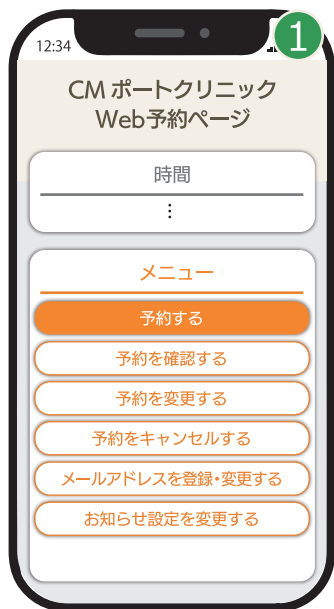 12:34
1
CM ポートクリニック
Web予約ページ
時間
⋮
メニュー
予約する
予約を確認する
予約を変更する
予約をキャンセルする
メールアドレスを登録・変更する
お知らせ設定を変更する